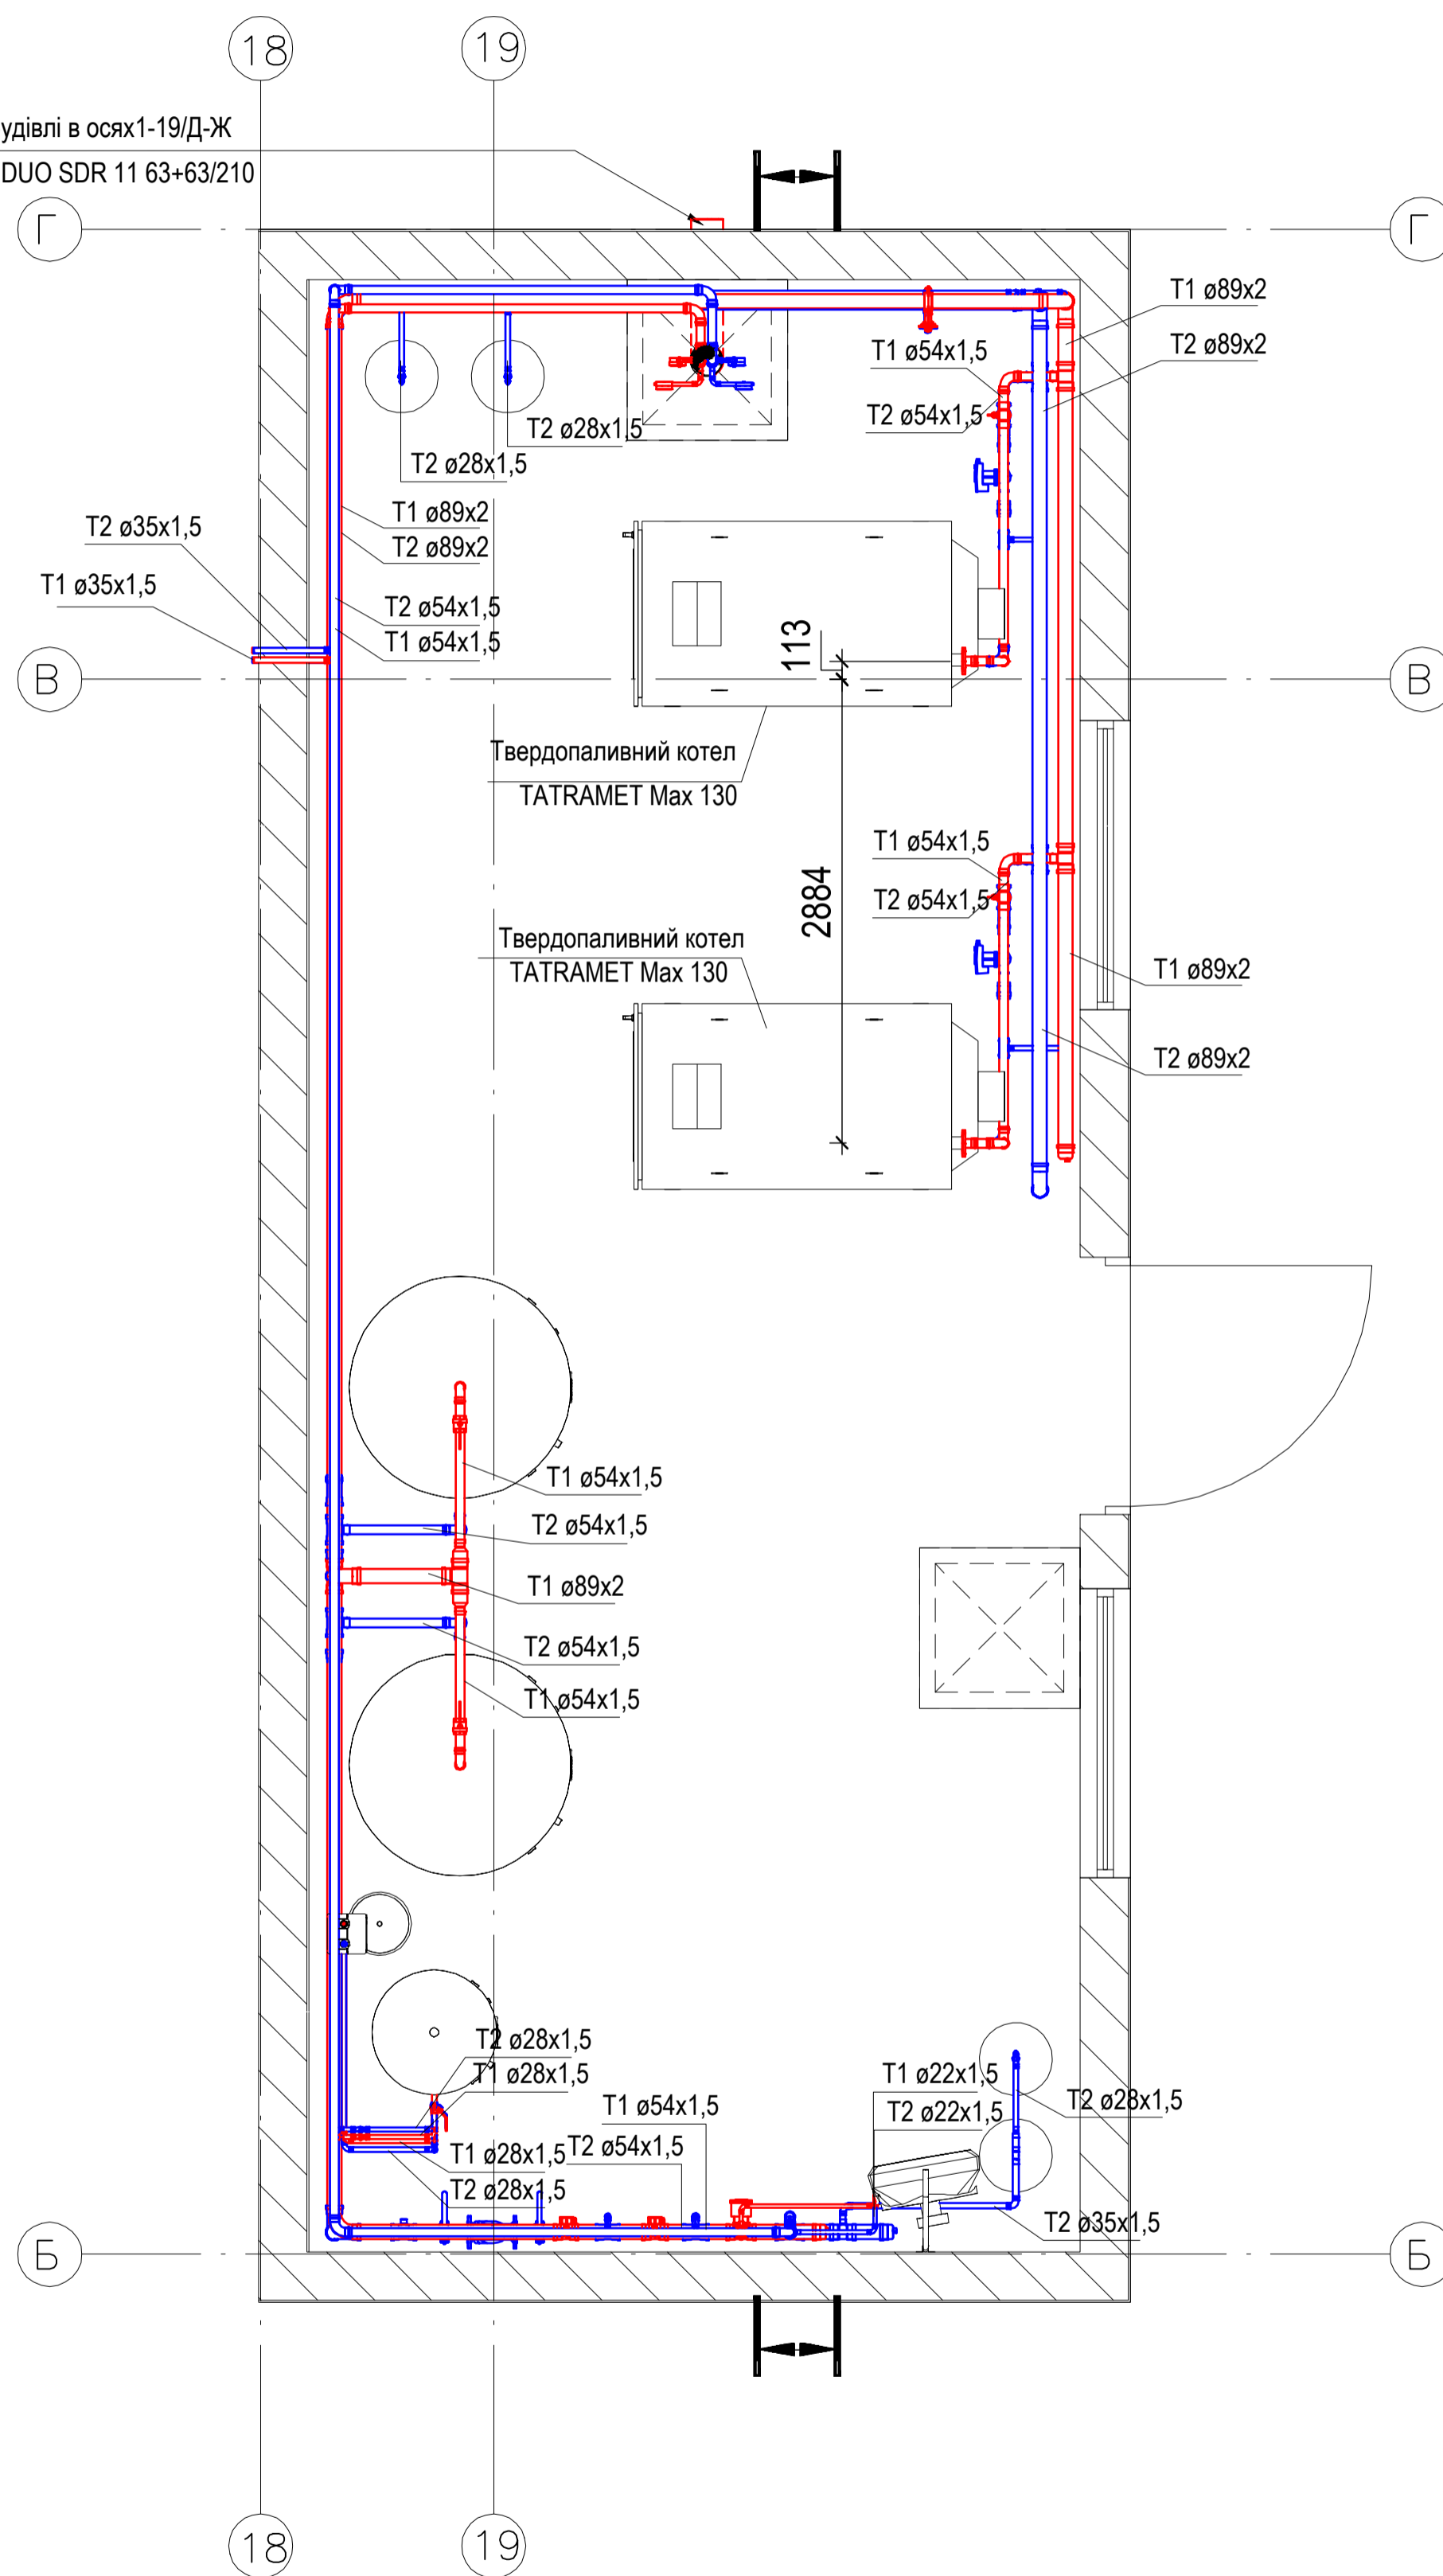 18
19
удівлі в осях1-19/Д-Ж
DUO SDR 11 63+63/210
Г
Г
T1 ø89x2
T1 ø54x1,5
T2 ø89x2
T2 ø54x1,5
T2 ø28x1,5
T2 ø28x1,5
T1 ø89x2
T2 ø35x1,5
T2 ø89x2
T1 ø35x1,5
T2 ø54x1,5
T1 ø54x1,5
113
В
В
Твердопаливний котел
TATRAMET Max 130
T1 ø54x1,5
2884
T2 ø54x1,5
Твердопаливний котел
TATRAMET Max 130
T1 ø89x2
T2 ø89x2
T1 ø54x1,5
T2 ø54x1,5
T1 ø89x2
T2 ø54x1,5
T1 ø54x1,5
T2 ø28x1,5
T1 ø28x1,5
T1 ø22x1,5
T2 ø28x1,5
T1 ø54x1,5
T2 ø22x1,5
T1 ø28x1,5
T2 ø54x1,5
T2 ø28x1,5
T2 ø35x1,5
Б
Б
18
19